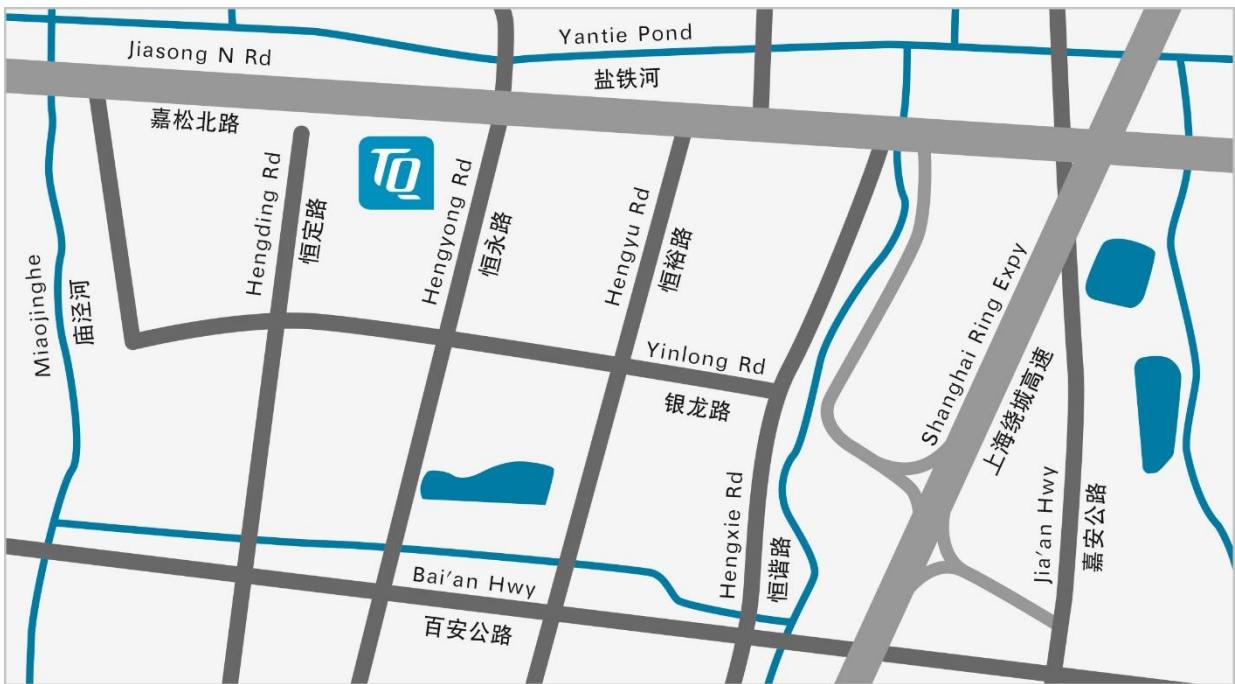 Yantie Pond
盐铁河
Jiasong N Rd
嘉松北路
TQ
Hengding Rd
恒定路
Hengyong Rd
恒永路
Hengyu Rd
恒裕路
Miaojinghe
庙泾河
Yinlong Rd
银龙路
Shanghai Ring Expy
上海绕城高速
Hengxie Rd
恒谐路
Jia'an Hwy
嘉安公路
Bai'an Hwy
百安公路